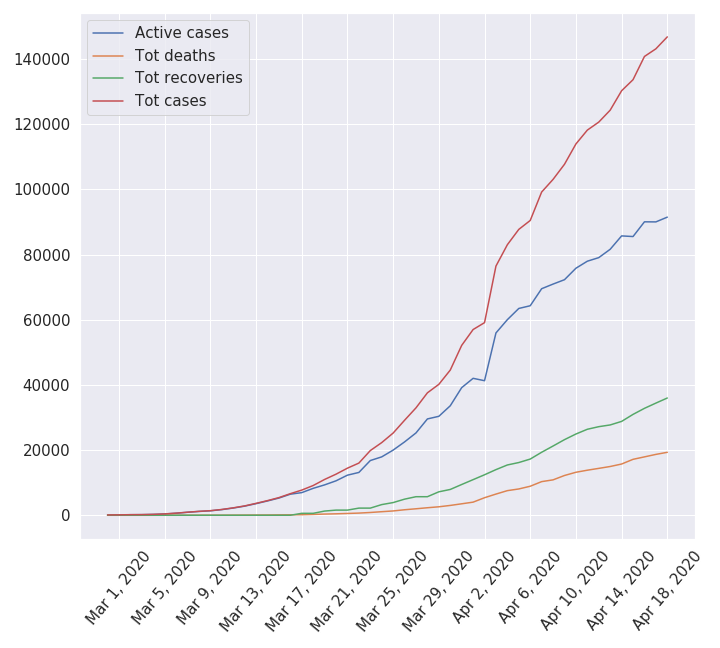 Active cases
Tot deaths
Tot recoveries
Tot cases
140000
120000
100000
80000
60000
40000
20000
0
Mar 1, 2020
Mar 5, 2020
Mar 9, 2020
Mar 13, 2020
Mar 17, 2020
Mar 21, 2020
Mar 25, 2020
Mar 29, 2020
Apr 2, 2020
Apr 6, 2020
Apr 10, 2020
Apr 14, 2020
Apr 18, 2020